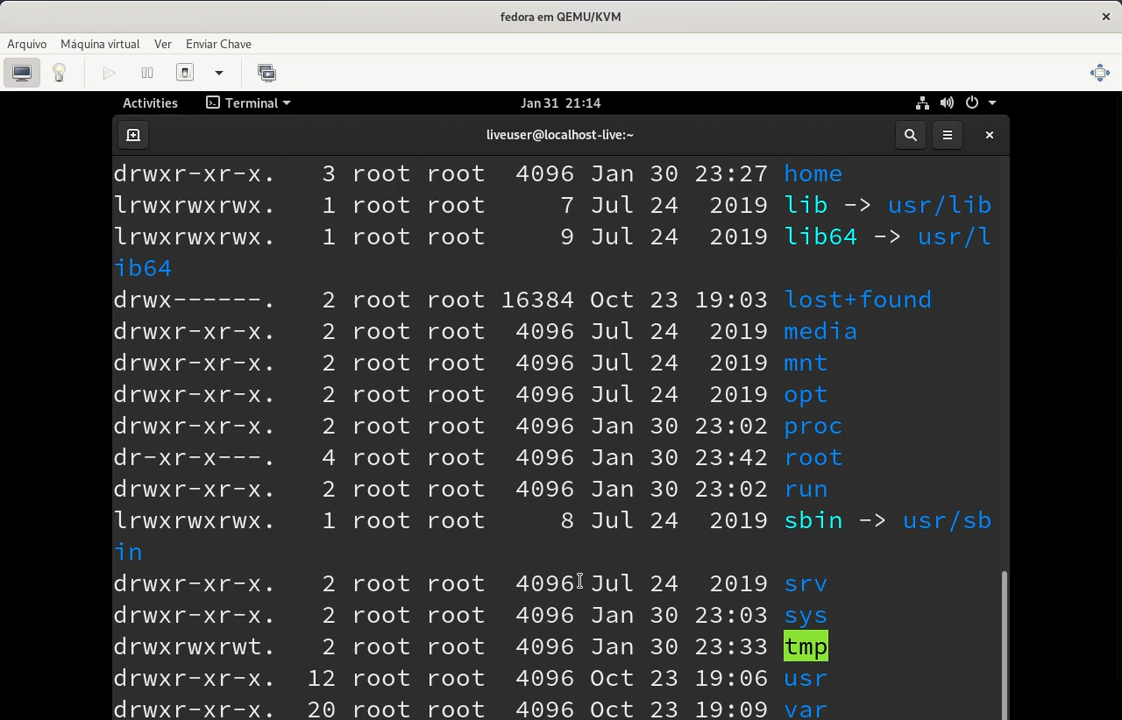 fedora em QEMU/KVM
Arquivo Máquina virtual Ver Enviar Chave
Activities Terminal Jan 31 21:14
liveuser@localhost-live:~
drwxr-xr-x. 3 root root 4096 Jan 30 23:27 home
lrwxrwxrwx. 1 root root 7 Jul 24 2019 lib -> usr/lib
lrwxrwxrwx. 1 root root 9 Jul 24 2019 lib64 -> usr/l
ib64
drwx------. 2 root root 16384 Oct 23 19:03 lost+found
drwxr-xr-x. 2 root root 4096 Jul 24 2019 media
drwxr-xr-x. 2 root root 4096 Jul 24 2019 mnt
drwxr-xr-x. 2 root root 4096 Jul 24 2019 opt
drwxr-xr-x. 2 root root 4096 Jan 30 23:02 proc
dr-xr-x---. 4 root root 4096 Jan 30 23:42 root
drwxr-xr-x. 2 root root 4096 Jan 30 23:02 run
lrwxrwxrwx. 1 root root 8 Jul 24 2019 sbin -> usr/sb
in
drwxr-xr-x. 2 root root 4096 Jul 24 2019 srv
drwxr-xr-x. 2 root root 4096 Jan 30 23:03 sys
drwxrwxrwt. 2 root root 4096 Jan 30 23:33 tmp
drwxr-xr-x. 12 root root 4096 Oct 23 19:06 usr
drwxr-xr-x. 20 root root 4096 Oct 23 19:09 var